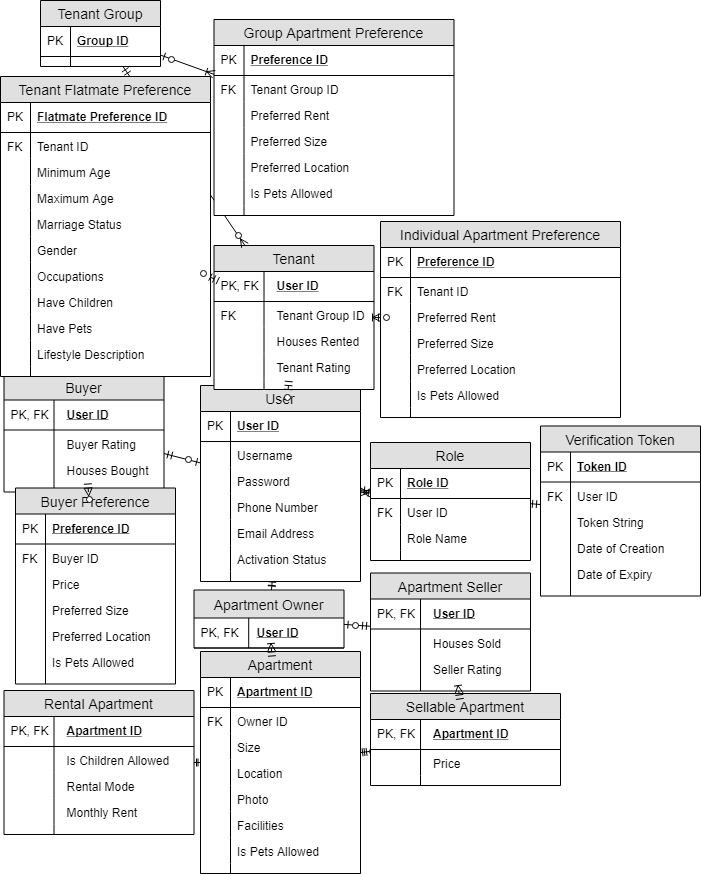 Tenant Group
PK Group ID
Group Apartment Preference
PK Preference ID
FK Tenant Group ID
Preferred Rent
Preferred Size
Preferred Location
Is Pets Allowed
Tenant Flatmate Preference
PK Flatmate Preference ID
FK Tenant ID
Minimum Age
Maximum Age
Marriage Status
Gender
Occupations
Have Children
Have Pets
Lifestyle Description
Tenant
PK, FK User ID
FK Tenant Group ID
Houses Rented
Tenant Rating
Individual Apartment Preference
PK Preference ID
FK Tenant ID
Preferred Rent
Preferred Size
Preferred Location
Is Pets Allowed
Buyer
PK, FK User ID
Buyer Rating
Houses Bought
User
PK User ID
Username
Password
Phone Number
Email Address
Activation Status
Role
PK Role ID
FK User ID
Role Name
Verification Token
PK Token ID
FK User ID
Token String
Date of Creation
Date of Expiry
Buyer Preference
PK Preference ID
FK Buyer ID
Price
Preferred Size
Preferred Location
Is Pets Allowed
Apartment Owner
PK, FK User ID
Apartment Seller
PK, FK User ID
Houses Sold
Seller Rating
Apartment
PK Apartment ID
FK Owner ID
Size
Location
Photo
Facilities
Is Pets Allowed
Rental Apartment
PK, FK Apartment ID
Is Children Allowed
Rental Mode
Monthly Rent
Sellable Apartment
PK, FK Apartment ID
Price